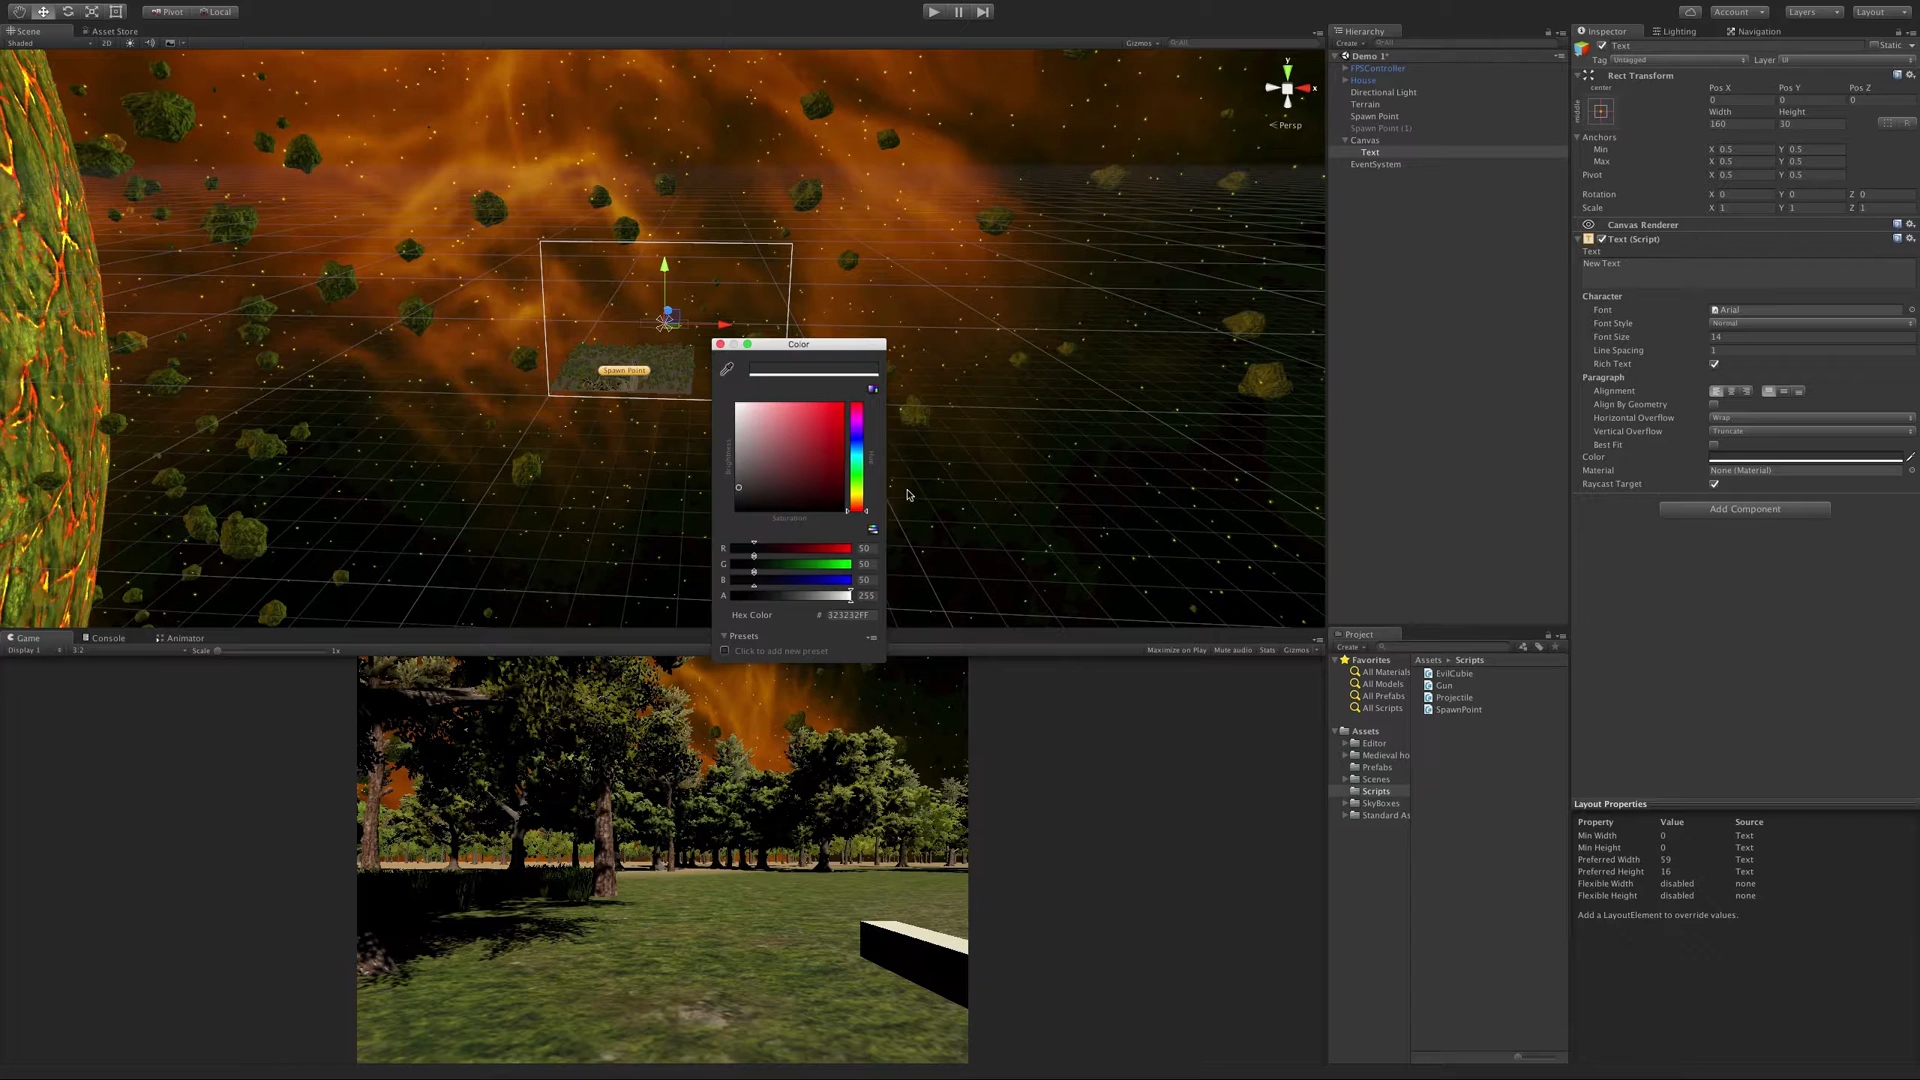 Pivot Local Account Layers Layout
Scene Asset Store
Shaded 2D Gizmos All
Y
X
Persp
Spawn Point
Color
Brightness
Hue
Saturation
R 50
G 50
B 50
A 255
Hex Color # 323232FF
Presets
Click to add new preset
Game Console Animator
Display 1 3:2 Scale 1x Maximize on Play Mute audio Stats Gizmos
Hierarchy
Create All
Demo 1*
FPSController
House
Directional Light
Terrain
Spawn Point
Spawn Point (1)
Canvas
Text
EventSystem
Project
Create
Favorites
All Materials
All Models
All Prefabs
All Scripts
Assets
Editor
Medieval ho
Prefabs
Scenes
Scripts
SkyBoxes
Standard As
Assets Scripts
EvilCubie
Gun
Projectile
SpawnPoint
Inspector Lighting Navigation
Text Static
Tag Untagged Layer UI
Rect Transform
center
middle
Pos X Pos Y Pos Z
0 0 0
Width Height
160 30
R
Anchors
Min X 0.5 Y 0.5
Max X 0.5 Y 0.5
Pivot X 0.5 Y 0.5
Rotation X 0 Y 0 Z 0
Scale X 1 Y 1 Z 1
Canvas Renderer
Text (Script)
Text
New Text
Character
Font Arial
Font Style Normal
Font Size 14
Line Spacing 1
Rich Text
Paragraph
Alignment
Align By Geometry
Horizontal Overflow Wrap
Vertical Overflow Truncate
Best Fit
Color
Material None (Material)
Raycast Target
Add Component
Layout Properties
Property Value Source
Min Width 0 Text
Min Height 0 Text
Preferred Width 59 Text
Preferred Height 16 Text
Flexible Width disabled none
Flexible Height disabled none
Add a LayoutElement to override values.